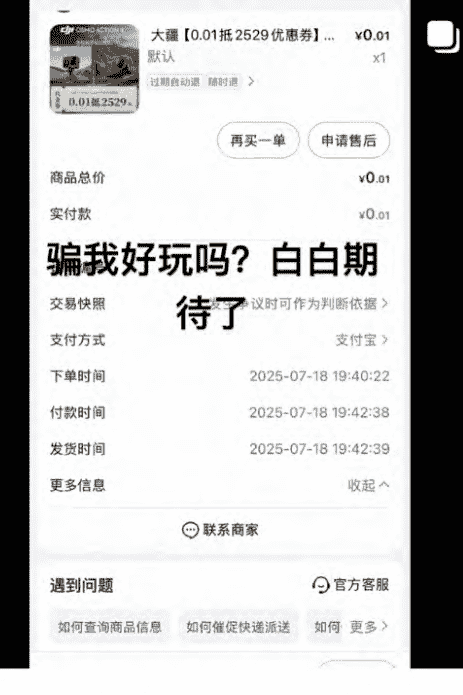 dji OSMO ACTION
0.01抵2529元
大疆【0.01抵2529优惠券】...
¥0.01
默认
x1
过期自动退 随时退
再买一单
申请售后
商品总价
¥0.01
实付款
¥0.01
骗我好玩吗？白白期
待了
交易快照
争议时可作为判断依据
支付方式
支付宝
下单时间
2025-07-18 19:40:22
付款时间
2025-07-18 19:42:38
发货时间
2025-07-18 19:42:39
更多信息
收起
联系商家
遇到问题
官方客服
如何查询商品信息
如何催促快递派送
如何
更多